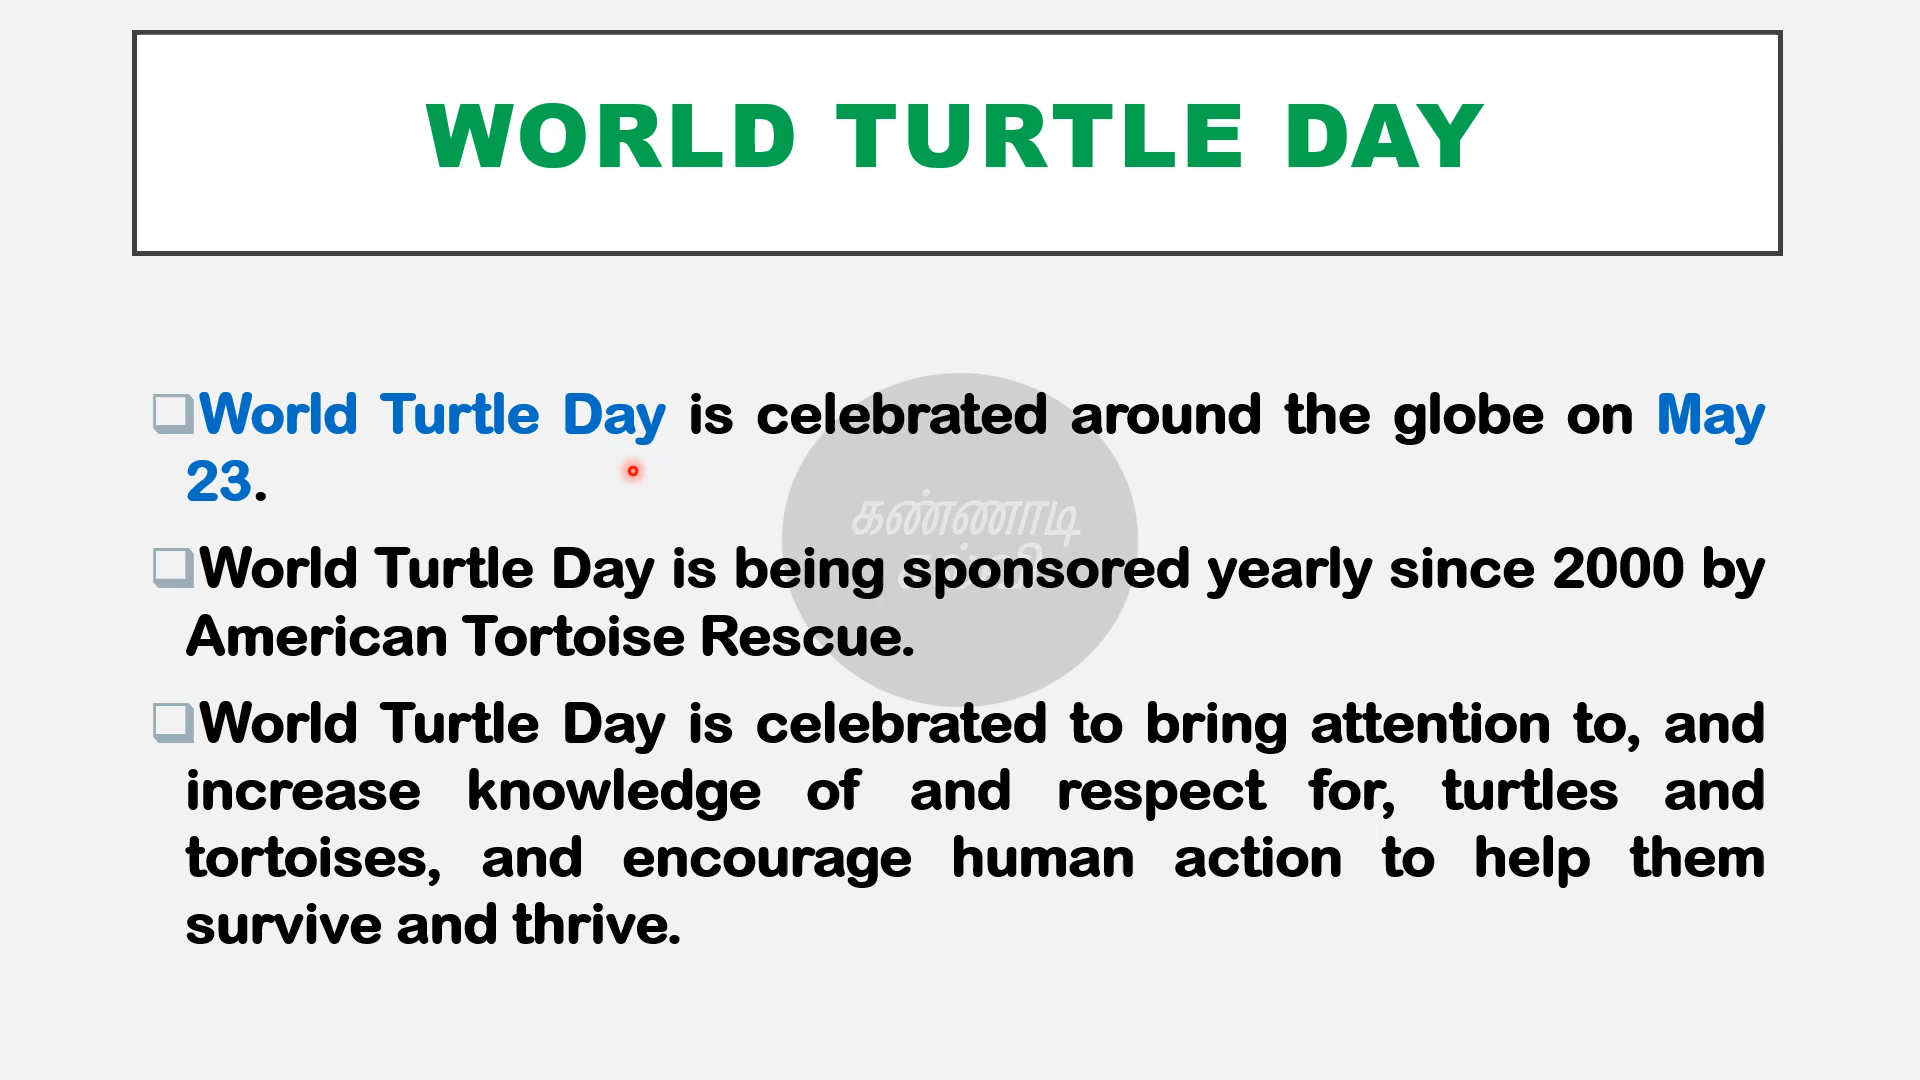 WORLD TURTLE DAY
World Turtle Day is celebrated around the globe on May
23.
கண்ணாடி
World Turtle Day is being sponsored yearly since 2000 by
American Tortoise Rescue.
World Turtle Day is celebrated to bring attention to, and
increase knowledge of and respect for, turtles and
tortoises, and encourage human action to help them
survive and thrive.